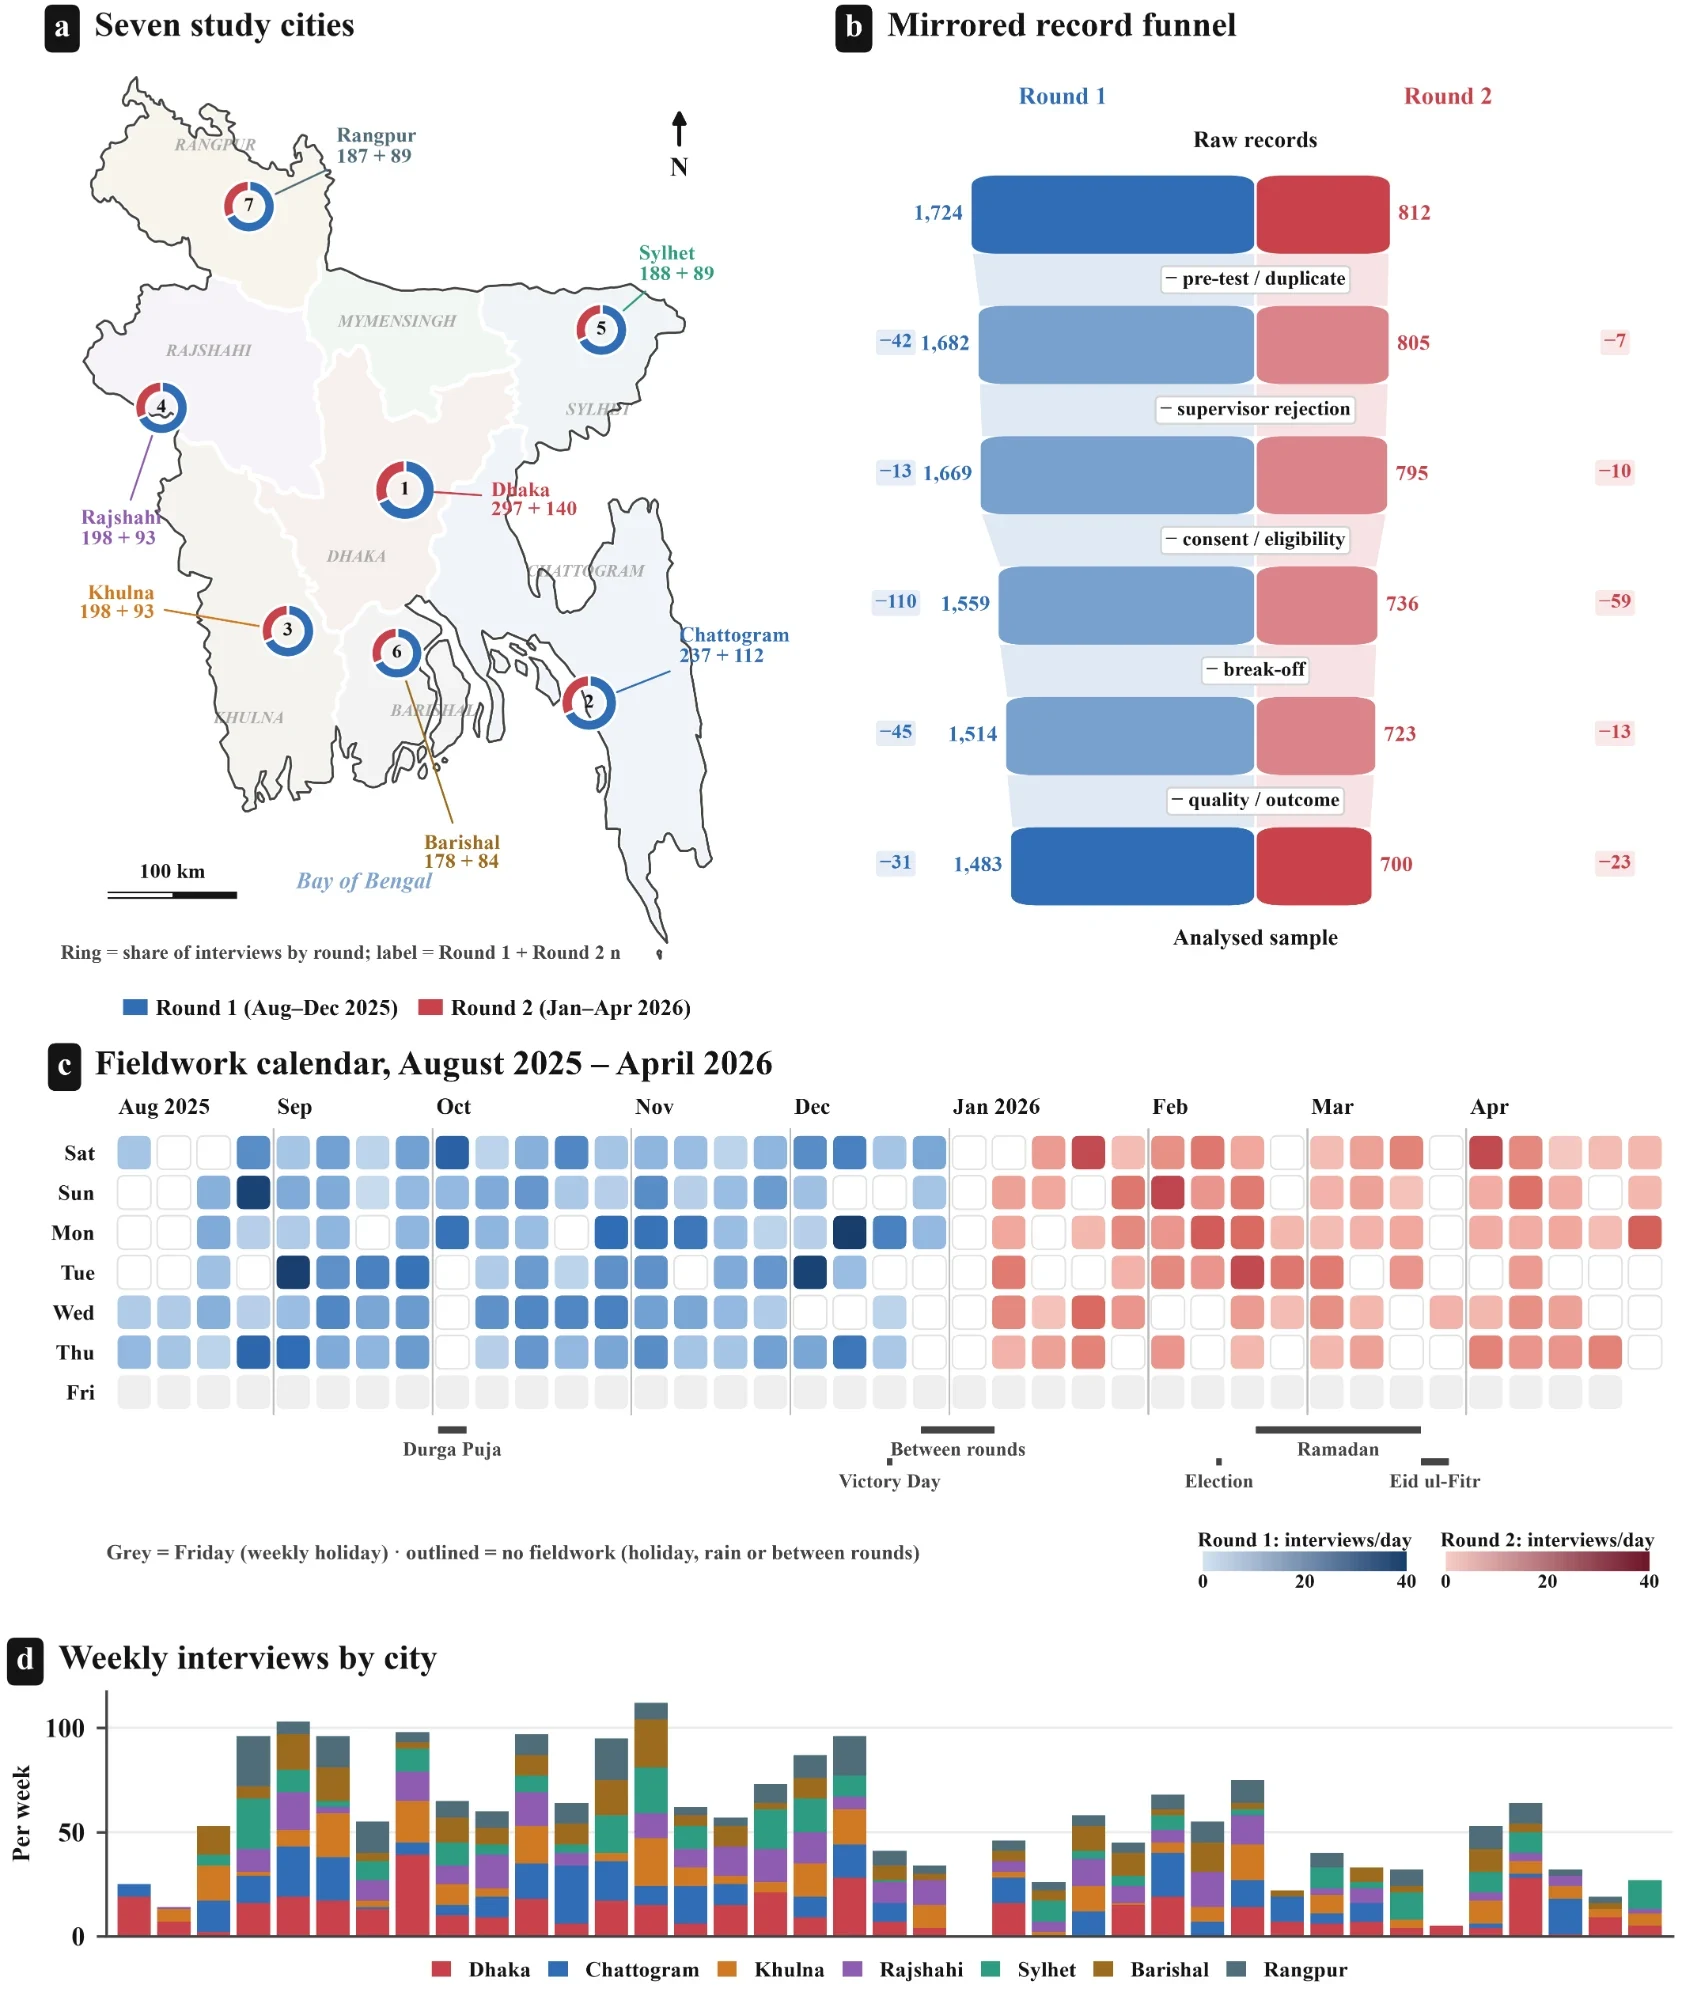 a Seven study cities
RANGPUR
Rangpur
187 + 89
N
7
Sylhet
188 + 89
MYMENSINGH
5
RAJSHAHI
4
SYLHET
1
Dhaka
297 + 140
Rajshahi
198 + 93
DHAKA
CHATTOGRAM
Khulna
198 + 93
3
6
Chattogram
237 + 112
2
KHULNA
BARISHAL
Barishal
178 + 84
100 km
Bay of Bengal
Ring = share of interviews by round; label = Round 1 + Round 2 n
Round 1 (Aug–Dec 2025) Round 2 (Jan–Apr 2026)
b Mirrored record funnel
Round 1 Round 2
Raw records
1,724 812
− pre-test / duplicate
−42 1,682 805 −7
− supervisor rejection
−13 1,669 795 −10
− consent / eligibility
−110 1,559 736 −59
− break-off
−45 1,514 723 −13
− quality / outcome
−31 1,483 700 −23
Analysed sample
c Fieldwork calendar, August 2025 – April 2026
Aug 2025 Sep Oct Nov Dec Jan 2026 Feb Mar Apr
Sat
Sun
Mon
Tue
Wed
Thu
Fri
Durga Puja Between rounds Ramadan
Victory Day Election Eid ul-Fitr
Grey = Friday (weekly holiday) · outlined = no fieldwork (holiday, rain or between rounds)
Round 1: interviews/day Round 2: interviews/day
0 20 40 0 20 40
d Weekly interviews by city
Per week
100
50
0
Dhaka Chattogram Khulna Rajshahi Sylhet Barishal Rangpur